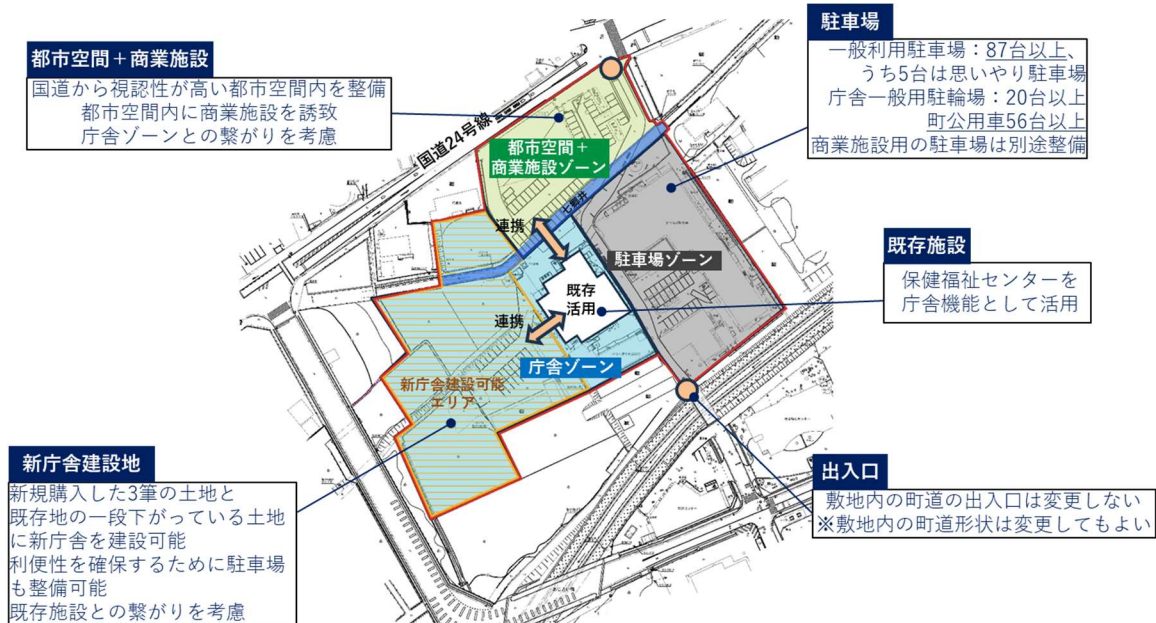 都市空間+商業施設
国道から視認性が高い都市空間内を整備
都市空間内に商業施設を誘致
庁舎ゾーンとの繋がりを考慮
駐車場
一般利用駐車場:87台以上、
うち5台は思いやり駐車場
庁舎一般用駐輪場:20台以上
町公用車56台以上
商業施設用の駐車場は別途整備
国道24号線
都市空間+
商業施設ゾーン
連携
駐車場ゾーン
既存施設
保健福祉センターを
庁舎機能として活用
既存
活用
連携
庁舎ゾーン
新庁舎建設可能
エリア
新庁舎建設地
新規購入した3筆の土地と
既存地の一段下がっている土地
に新庁舎を建設可能
利便性を確保するために駐車場
も整備可能
既存施設との繋がりを考慮
出入口
敷地内の町道の出入口は変更しない
※敷地内の町道形状は変更してもよい